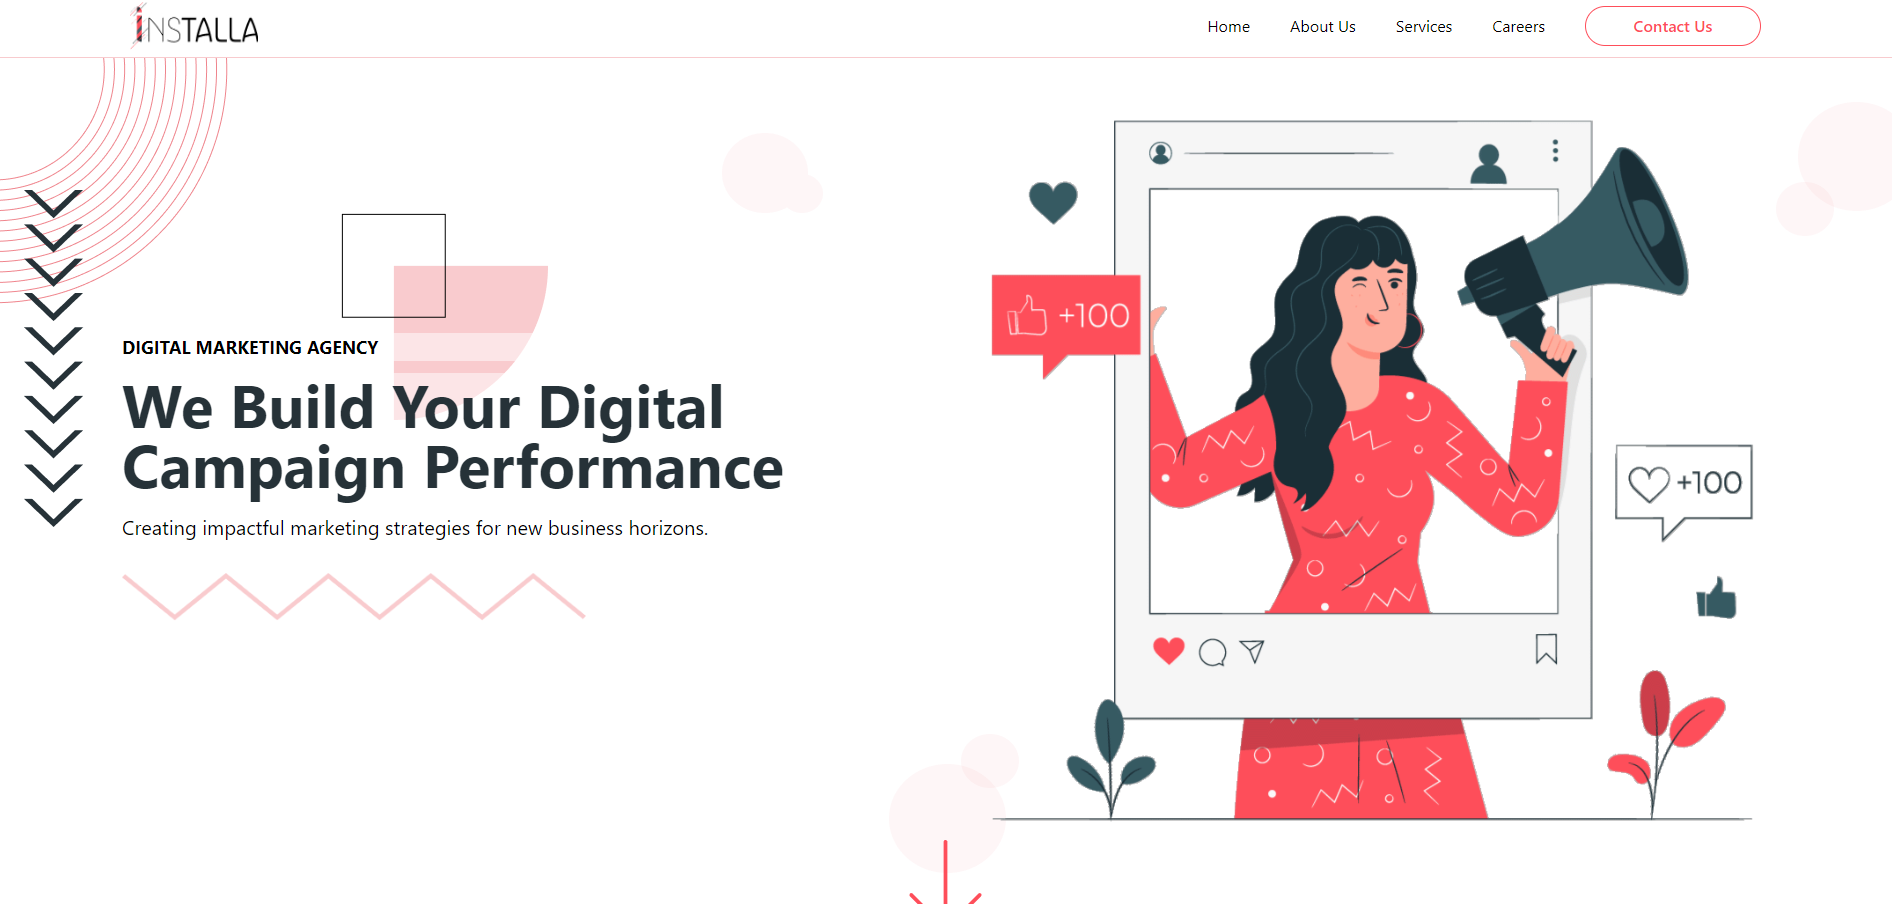 iNSTALLA
Home
About Us
Services
Careers
Contact Us
DIGITAL MARKETING AGENCY
We Build Your Digital
Campaign Performance
Creating impactful marketing strategies for new business horizons.
+100
+100